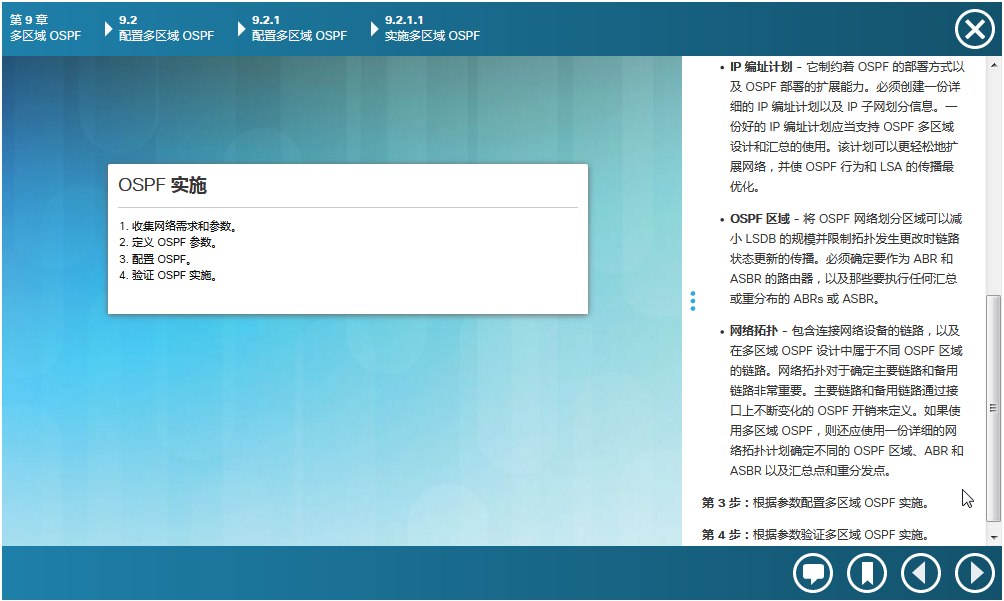 第 9 章
多区域 OSPF
9.2
配置多区域 OSPF
9.2.1
配置多区域 OSPF
9.2.1.1
实施多区域 OSPF
OSPF 实施
1. 收集网络需求和参数。
2. 定义 OSPF 参数。
3. 配置 OSPF。
4. 验证 OSPF 实施。
• IP 编址计划 - 它制约着 OSPF 的部署方式以
及 OSPF 部署的扩展能力。必须创建一份详
细的 IP 编址计划以及 IP 子网划分信息。一
份好的 IP 编址计划应当支持 OSPF 多区域
设计和汇总的使用。该计划可以更轻松地扩
展网络，并使 OSPF 行为和 LSA 的传播最
优化。
• OSPF 区域 - 将 OSPF 网络划分区域可以减
小 LSDB 的规模并限制拓扑发生更改时链路
状态更新的传播。必须确定要作为 ABR 和
ASBR 的路由器，以及那些要执行任何汇总
或重分布的 ABRs 或 ASBR。
• 网络拓扑 - 包含连接网络设备的链路，以及
在多区域 OSPF 设计中属于不同 OSPF 区域
的链路。网络拓扑对于确定主要链路和备用
链路非常重要。主要链路和备用链路通过接
口上不断变化的 OSPF 开销来定义。如果使
用多区域 OSPF，则还应使用一份详细的网
络拓扑计划确定不同的 OSPF 区域、ABR 和
ASBR 以及汇总点和重分发点。
第 3 步：根据参数配置多区域 OSPF 实施。
第 4 步：根据参数验证多区域 OSPF 实施。